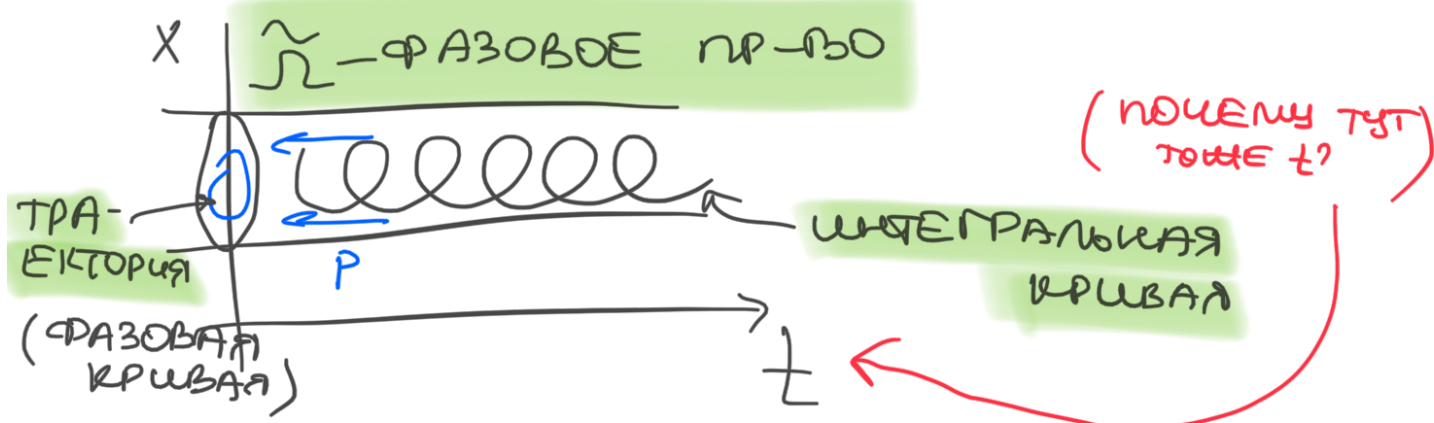 X
Ω̃ – ФАЗОВОЕ ПР-ВО
(ПОЧЕМУ ТУТ
ТОЖЕ t?)
ТРА-
ЕКТОРИЯ
(ФАЗОВАЯ
КРИВАЯ)
P
ИНТЕГРАЛЬНАЯ
КРИВАЯ
t